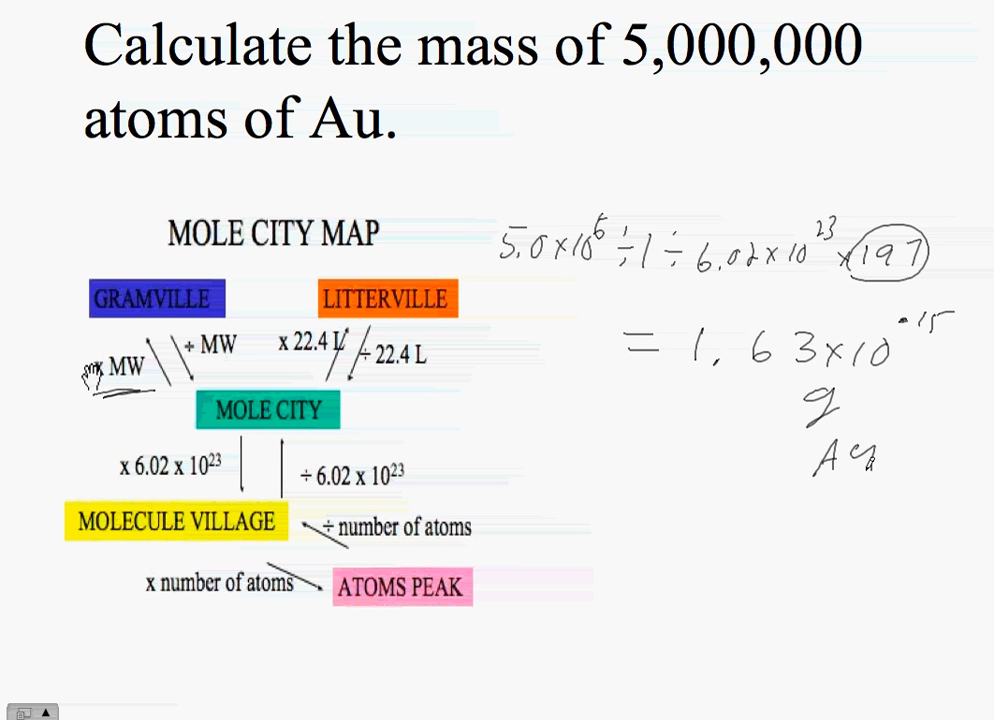 Calculate the mass of 5,000,000
atoms of Au.
MOLE CITY MAP
5.0×10⁶ ÷ 1 ÷ 6.02×10²³ × 197
GRAMVILLE LITTERVILLE
= 1.63×10⁻¹⁵
÷ MW x 22.4 L ÷ 22.4 L
x MW
g
MOLE CITY
Au
x 6.02 x 10²³ ÷ 6.02 x 10²³
MOLECULE VILLAGE ÷ number of atoms
x number of atoms ATOMS PEAK